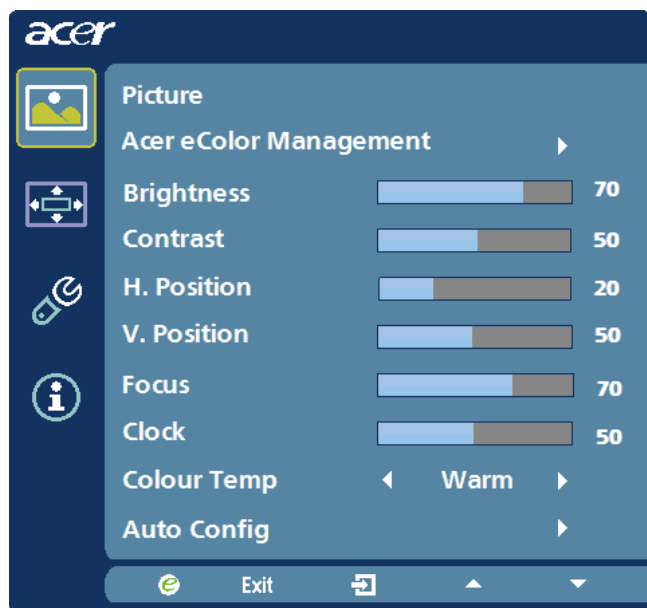 acer
Picture
Acer eColor Management
Brightness 70
Contrast 50
H. Position 20
V. Position 50
Focus 70
Clock 50
Colour Temp Warm
Auto Config
e Exit